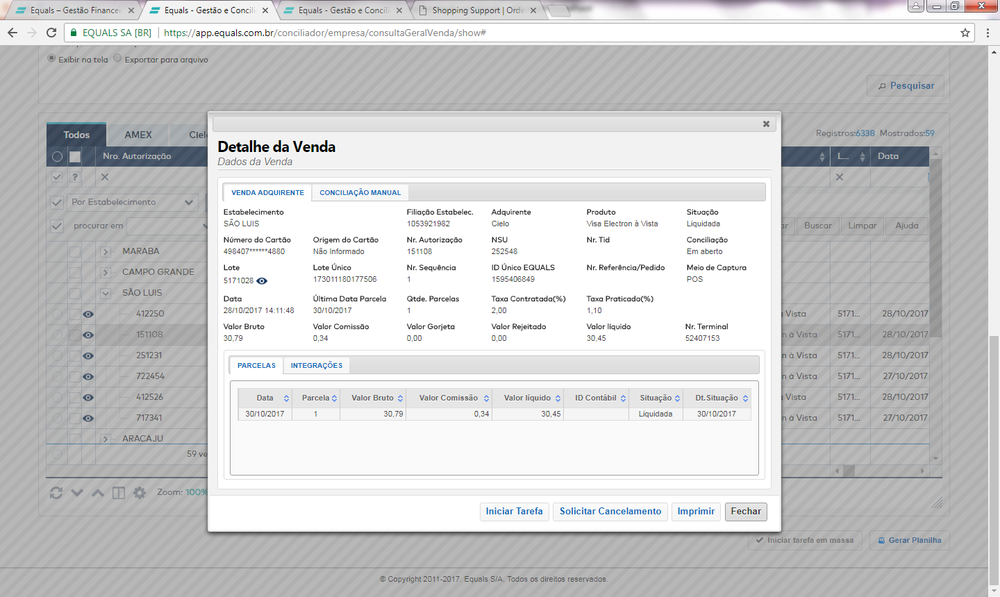 Equals – Gestão Financei
Equals - Gestão e Concili
Equals - Gestão e Concili
Shopping Support | Orde
EQUALS SA [BR] https://app.equals.com.br/conciliador/empresa/consultaGeralVenda/show#
Exibir na tela Exportar para arquivo
Pesquisar
Todos AMEX Cielo
Registros:6338 Mostrados:59
Nro. Autorização L... Data
?
Por Estabelecimento
procurar em
ar Buscar Limpar Ajuda
MARABA
CAMPO GRANDE
SÃO LUIS
412250 à Vista 5171... 28/10/2017
151108 n à Vista 5171... 28/10/2017
251231 n à Vista 5171... 28/10/2017
722454 n à Vista 5171... 27/10/2017
412526 à Vista 5171... 28/10/2017
717341 n à Vista 5171... 27/10/2017
ARACAJU
59 ve
Zoom: 100%
Detalhe da Venda
Dados da Venda
VENDA ADQUIRENTE CONCILIAÇÃO MANUAL
Estabelecimento Filiação Estabelec. Adquirente Produto Situação
SÃO LUIS 1053921982 Cielo Visa Electron à Vista Liquidada
Número do Cartão Origem do Cartão Nr. Autorização NSU Nr. Tid Conciliação
498407******4880 Não Informado 151108 252548 Em aberto
Lote Lote Único Nr. Sequência ID Único EQUALS Nr. Referência/Pedido Meio de Captura
5171028 173011180177506 1 1595406849 POS
Data Última Data Parcela Qtde. Parcelas Taxa Contratada(%) Taxa Praticada(%)
28/10/2017 14:11:48 30/10/2017 1 2,00 1,10
Valor Bruto Valor Comissão Valor Gorjeta Valor Rejeitado Valor líquido Nr. Terminal
30,79 0,34 0,00 0,00 30,45 52407153
PARCELAS INTEGRAÇÕES
Data Parcela Valor Bruto Valor Comissão Valor líquido ID Contábil Situação Dt.Situação
30/10/2017 1 30,79 0,34 30,45 Liquidada 30/10/2017
Iniciar Tarefa Solicitar Cancelamento Imprimir Fechar
Iniciar tarefa em massa Gerar Planilha
© Copyright 2011-2017. Equals S/A. Todos os direitos reservados.